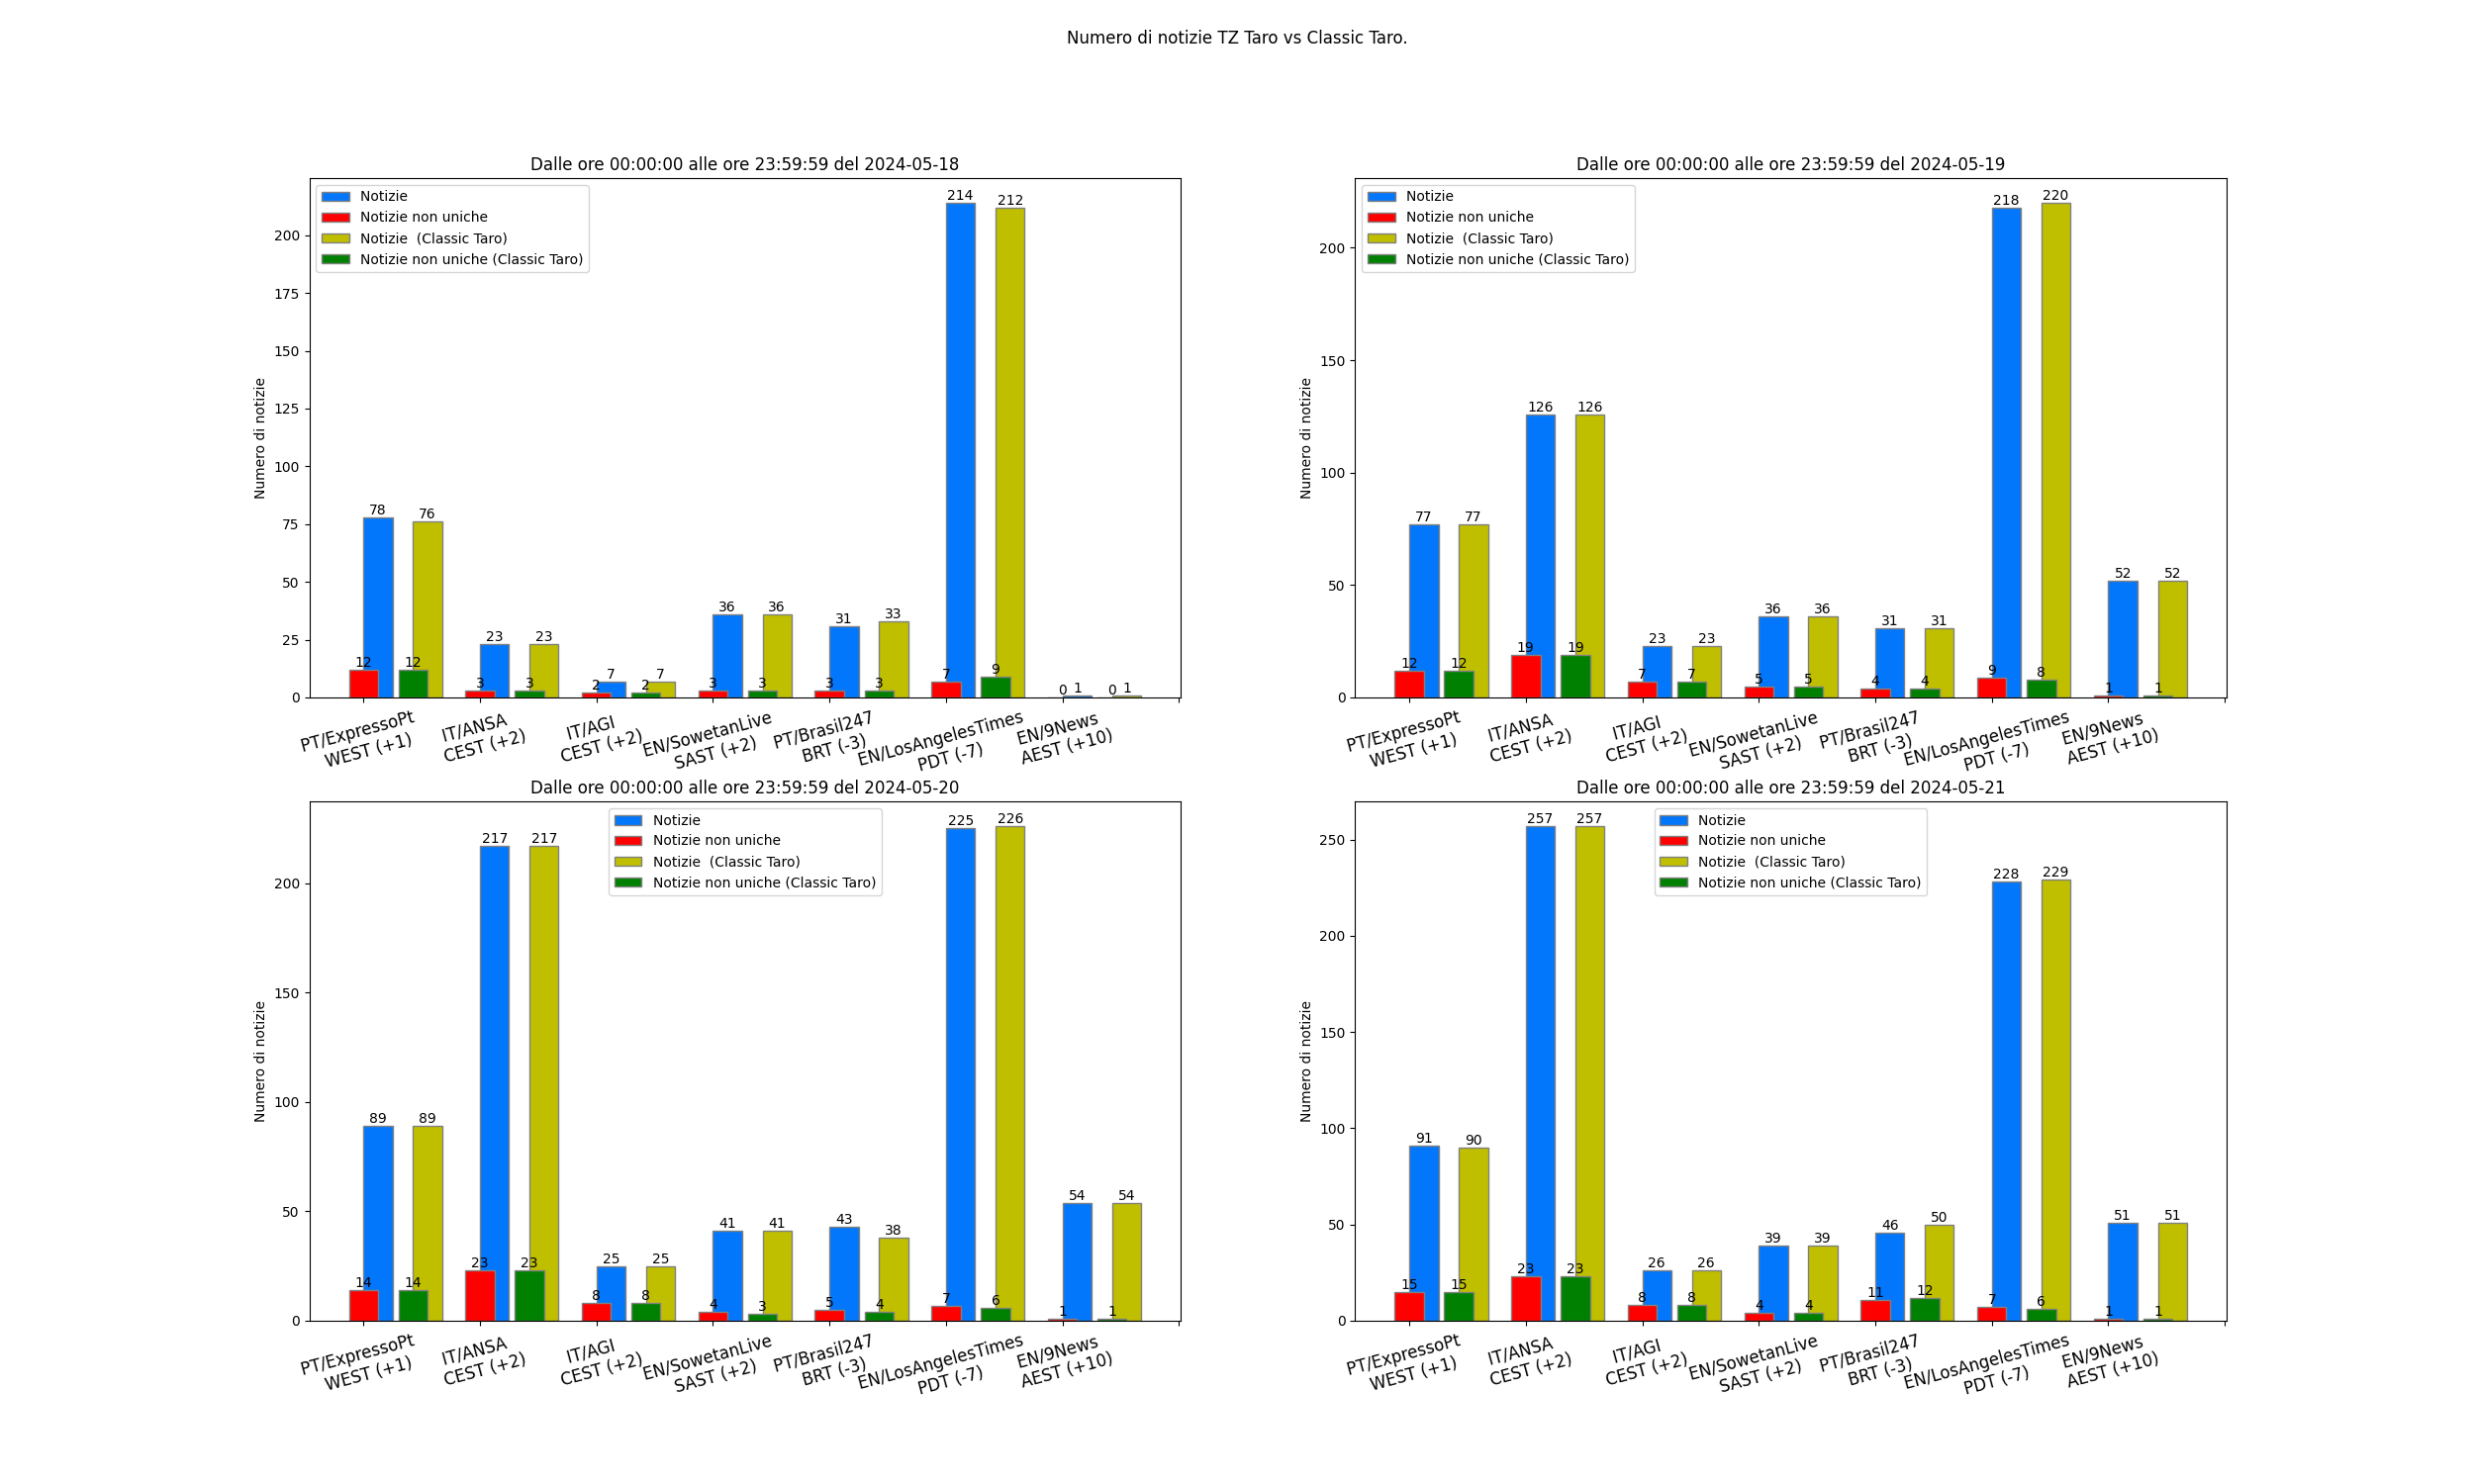 Numero di notizie TZ Taro vs Classic Taro.
Dalle ore 00:00:00 alle ore 23:59:59 del 2024-05-18
Notizie
Notizie non uniche
Notizie (Classic Taro)
Notizie non uniche (Classic Taro)
Numero di notizie
200
175
150
125
100
75
50
25
0
12 78 12 76
3 23 3 23
2 7 2 7
3 36 3 36
3 31 3 33
7 214 9 212
0 1 0 1
PT/ExpressoPt
WEST (+1)
IT/ANSA
CEST (+2)
IT/AGI
CEST (+2)
EN/SowetanLive
SAST (+2)
PT/Brasil247
BRT (-3)
EN/LosAngelesTimes
PDT (-7)
EN/9News
AEST (+10)
Dalle ore 00:00:00 alle ore 23:59:59 del 2024-05-19
Notizie
Notizie non uniche
Notizie (Classic Taro)
Notizie non uniche (Classic Taro)
Numero di notizie
200
150
100
50
0
12 77 12 77
19 126 19 126
7 23 7 23
5 36 5 36
4 31 4 31
9 218 8 220
1 52 1 52
PT/ExpressoPt
WEST (+1)
IT/ANSA
CEST (+2)
IT/AGI
CEST (+2)
EN/SowetanLive
SAST (+2)
PT/Brasil247
BRT (-3)
EN/LosAngelesTimes
PDT (-7)
EN/9News
AEST (+10)
Dalle ore 00:00:00 alle ore 23:59:59 del 2024-05-20
Notizie
Notizie non uniche
Notizie (Classic Taro)
Notizie non uniche (Classic Taro)
Numero di notizie
200
150
100
50
0
14 89 14 89
23 217 23 217
8 25 8 25
4 41 3 41
5 43 4 38
7 225 6 226
1 54 1 54
PT/ExpressoPt
WEST (+1)
IT/ANSA
CEST (+2)
IT/AGI
CEST (+2)
EN/SowetanLive
SAST (+2)
PT/Brasil247
BRT (-3)
EN/LosAngelesTimes
PDT (-7)
EN/9News
AEST (+10)
Dalle ore 00:00:00 alle ore 23:59:59 del 2024-05-21
Notizie
Notizie non uniche
Notizie (Classic Taro)
Notizie non uniche (Classic Taro)
Numero di notizie
250
200
150
100
50
0
15 91 15 90
23 257 23 257
8 26 8 26
4 39 4 39
11 46 12 50
7 228 6 229
1 51 1 51
PT/ExpressoPt
WEST (+1)
IT/ANSA
CEST (+2)
IT/AGI
CEST (+2)
EN/SowetanLive
SAST (+2)
PT/Brasil247
BRT (-3)
EN/LosAngelesTimes
PDT (-7)
EN/9News
AEST (+10)